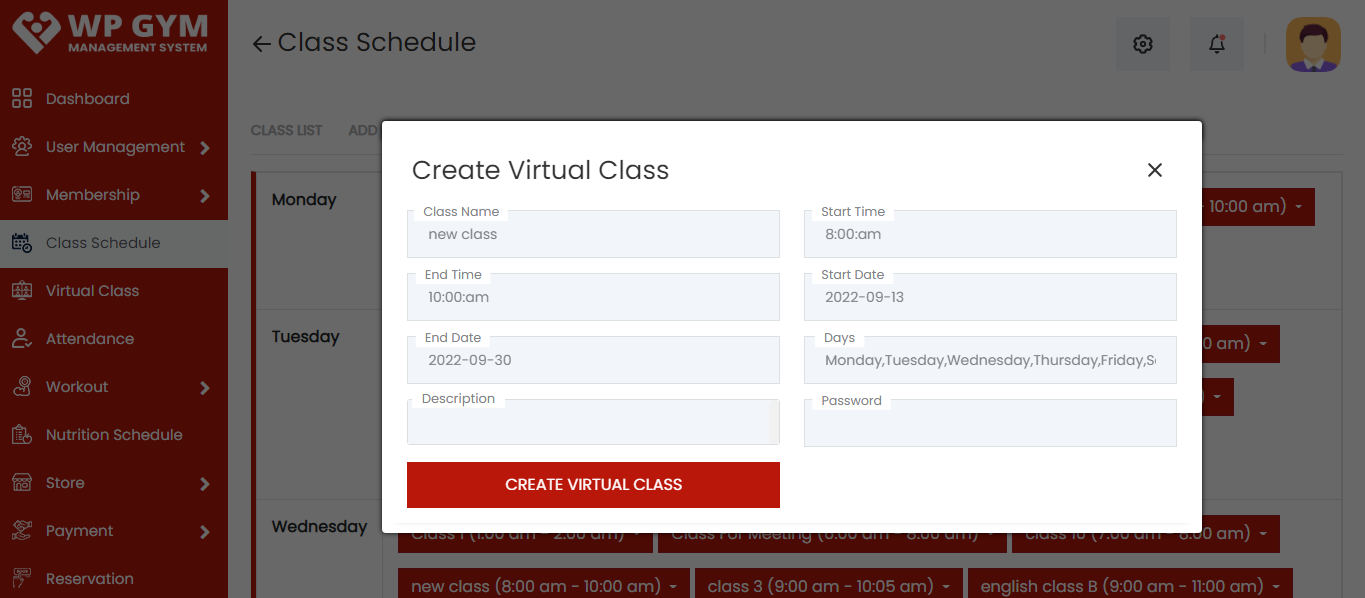 WP GYM
MANAGEMENT SYSTEM
Dashboard
User Management
Membership
Class Schedule
Virtual Class
Attendance
Workout
Nutrition Schedule
Store
Payment
Reservation
← Class Schedule
CLASS LIST ADD
Monday
10:00 am)
Tuesday
0 am)
)
Wednesday
Create Virtual Class
Class Name
new class
Start Time
8:00:am
End Time
10:00:am
Start Date
2022-09-13
End Date
2022-09-30
Days
Monday,Tuesday,Wednesday,Thursday,Friday,S
Description
Password
CREATE VIRTUAL CLASS
Class 1 (1:00 am - 2:00 am) Class For Meeting (6:00 am - 8:00 am) class 10 (7:00 am - 8:00 am)
new class (8:00 am - 10:00 am) class 3 (9:00 am - 10:05 am) english class B (9:00 am - 11:00 am)